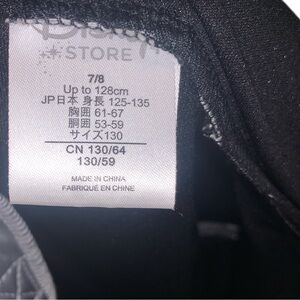 Disney
STORE
7/8
Up to 128cm
JP日本 身長 125-135
胸囲 61-67
胴囲 53-59
サイズ130
CN 130/64
130/59
MADE IN CHINA
FABRIQUÉ EN CHINE